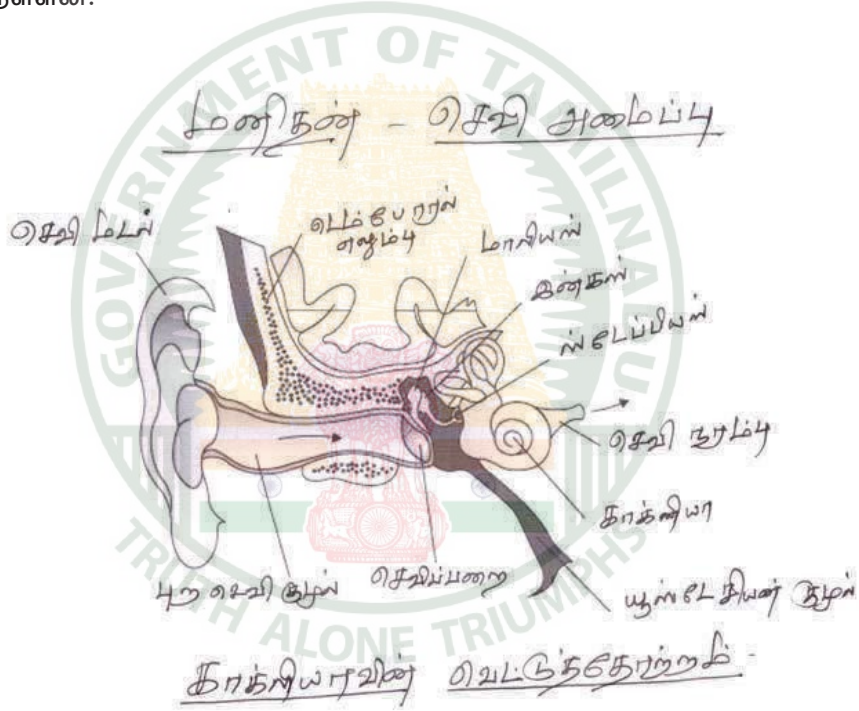 மனிதன் - செவி அமைப்பு
செவி மடல்
டெம்போரல்
எலும்பு
மாலியஸ்
இன்கஸ்
ஸ்டேப்பியஸ்
செவி நரம்பு
காக்ளியா
யூஸ்டேசியன் குழல்
செவிப்பறை
புற செவி குழல்
காக்ளியாவின் வெட்டுத்தோற்றம்
GOVERNMENT OF TAMILNADU
TRUTH ALONE TRIUMPHS